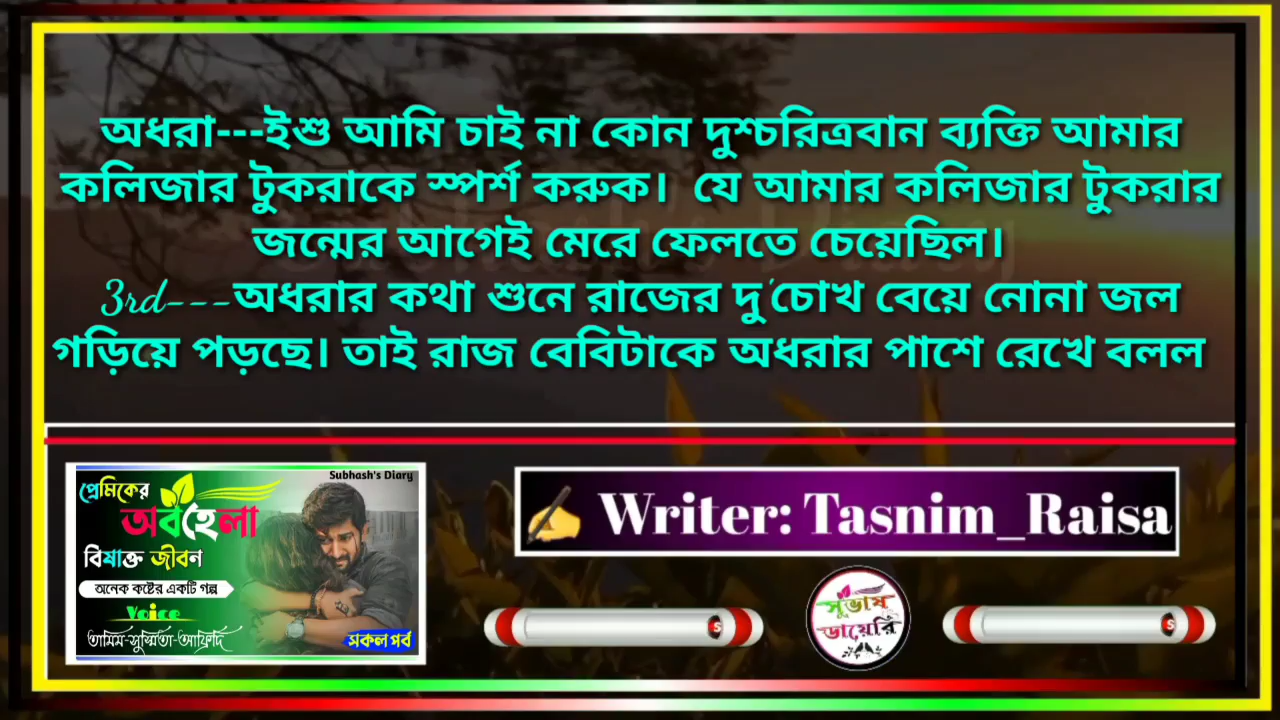 অধরা---ইশু আমি চাই না কোন দুশ্চরিত্রবান ব্যক্তি আমার
কলিজার টুকরাকে স্পর্শ করুক। যে আমার কলিজার টুকরার
জন্মের আগেই মেরে ফেলতে চেয়েছিল।
3rd---অধরার কথা শুনে রাজের দু'চোখ বেয়ে নোনা জল
গড়িয়ে পড়ছে। তাই রাজ বেবিটাকে অধরার পাশে রেখে বলল
Subhash's Diary
প্রেমিকের
অবহেলা
বিষাক্ত জীবন
অনেক কষ্টের একটি গল্প
Voice
তামিম-সুস্মিতা-আফ্রিদি
সকল পর্ব
✍ Writer: Tasnim_Raisa
সুভাষ
ডায়েরি
S
S